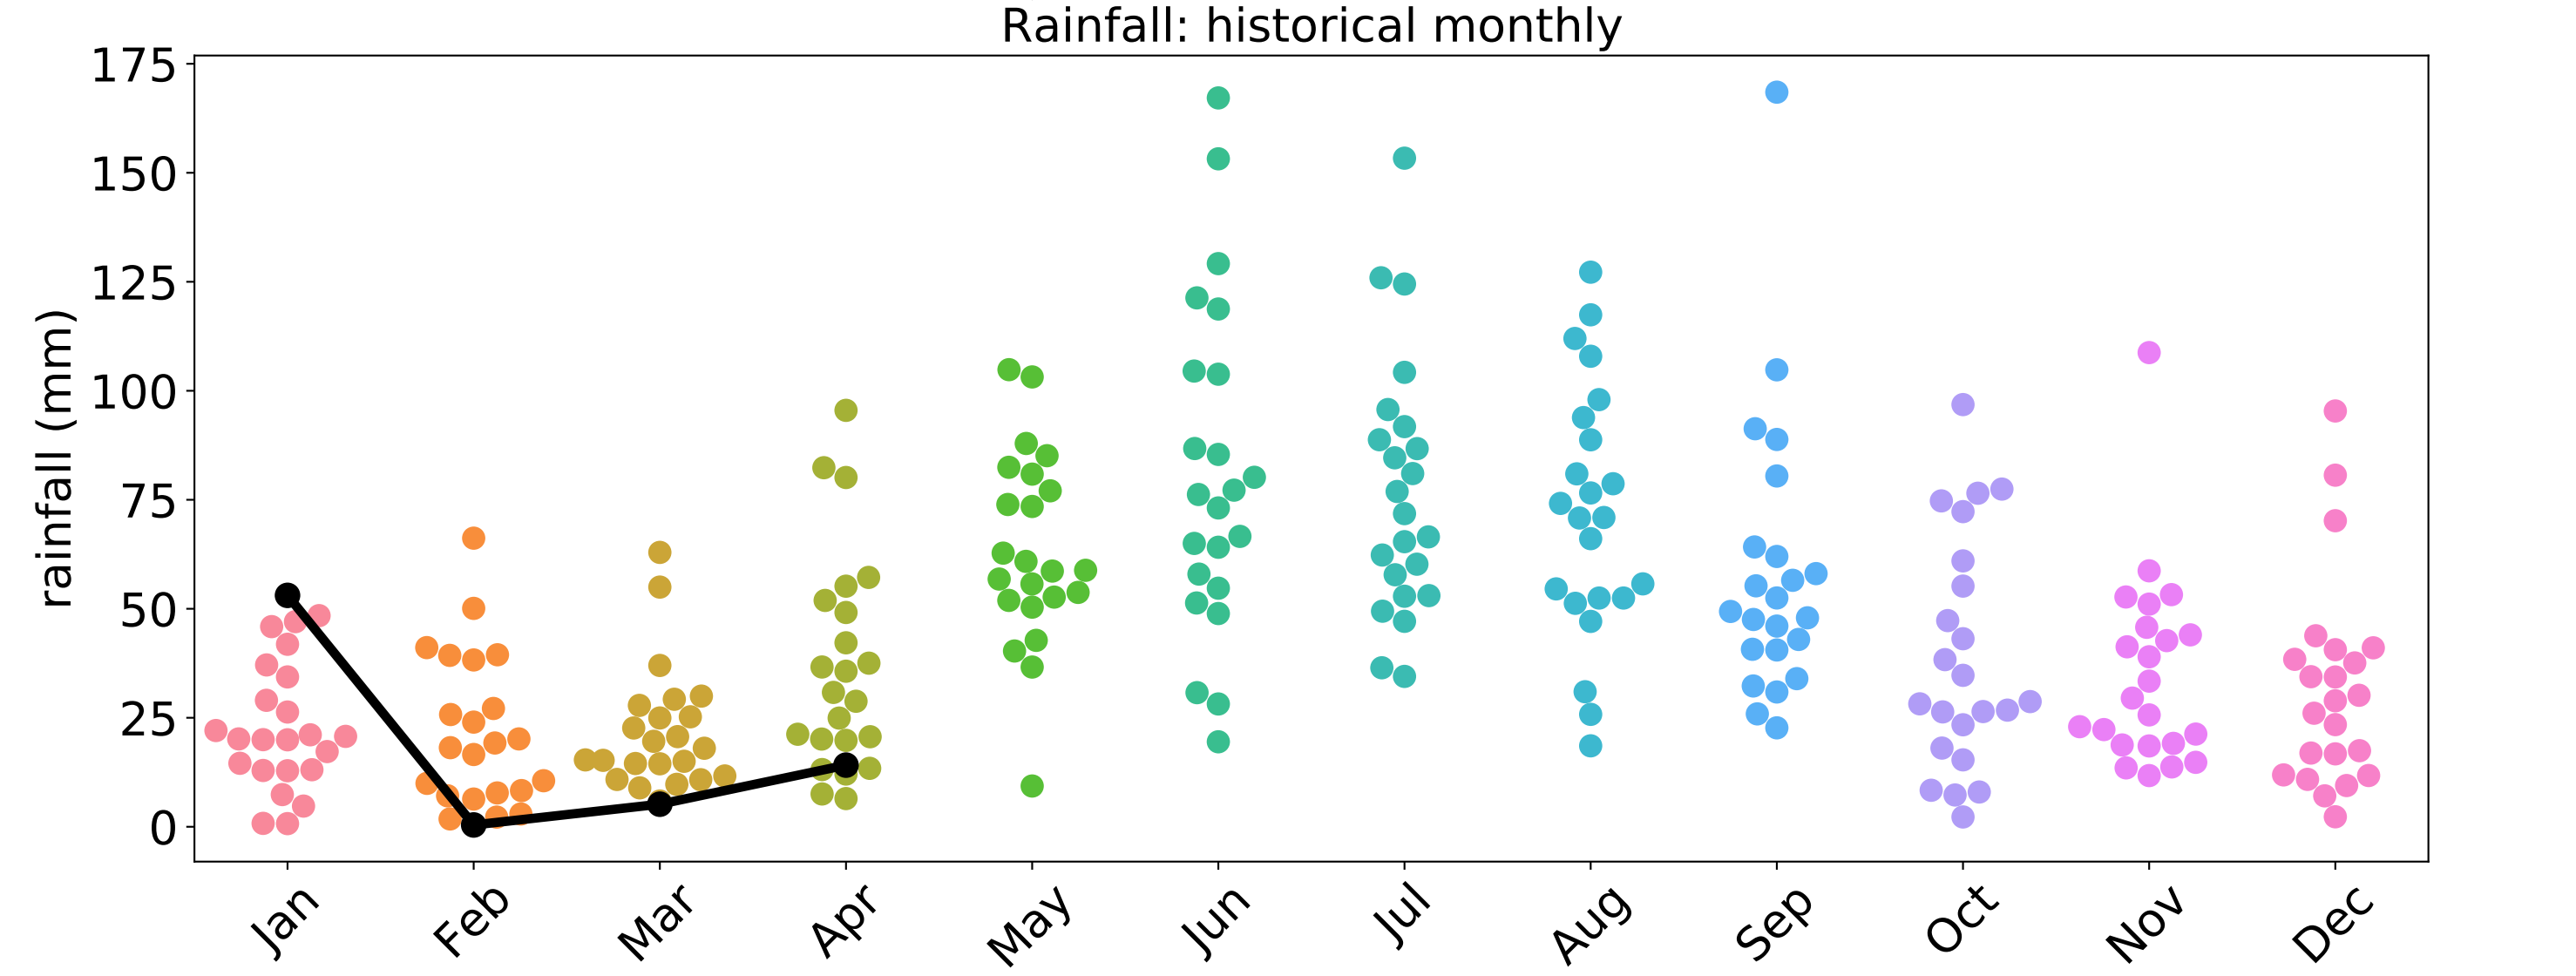 Rainfall: historical monthly
rainfall (mm)
175
150
125
100
75
50
25
0
Jan
Feb
Mar
Apr
May
Jun
Jul
Aug
Sep
Oct
Nov
Dec